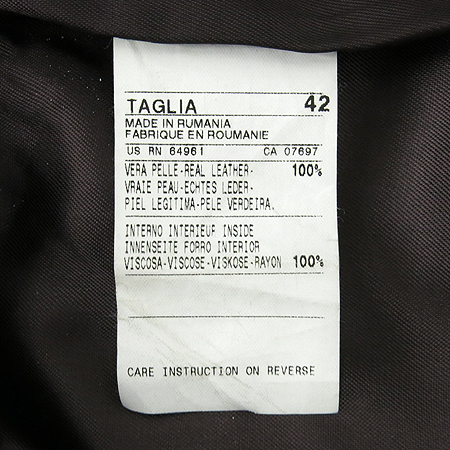 TAGLIA 42
MADE IN RUMANIA
FABRIQUE EN ROUMANIE
US RN 64961 CA 07697
VERA PELLE-REAL LEATHER- 100%
VRAIE PEAU-ECHTES LEDER-
PIEL LEGITIMA-PELE VERDEIRA.
INTERNO INTERIEUF INSIDE
INNENSEITE FORRO INTERIOR
VISCOSA-VISCOSE-VISKOSE-RAYON 100%
CARE INSTRUCTION ON REVERSE